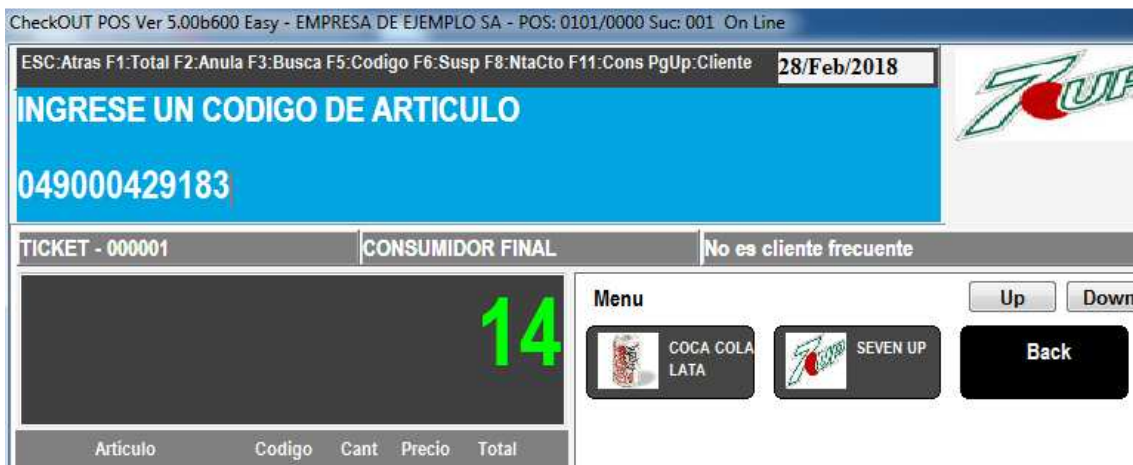 CheckOUT POS Ver 5.00b600 Easy - EMPRESA DE EJEMPLO SA - POS: 0101/0000 Suc: 001 On Line
ESC:Atras F1:Total F2:Anula F3:Busca F5:Codigo F6:Susp F8:NtaCto F11:Cons PgUp:Cliente 28/Feb/2018
7UP
INGRESE UN CODIGO DE ARTICULO
049000429183
TICKET - 000001 CONSUMIDOR FINAL No es cliente frecuente
14
Menu Up Down
COCA COLA
LATA
7UP
SEVEN UP
Back
Articulo Codigo Cant Precio Total